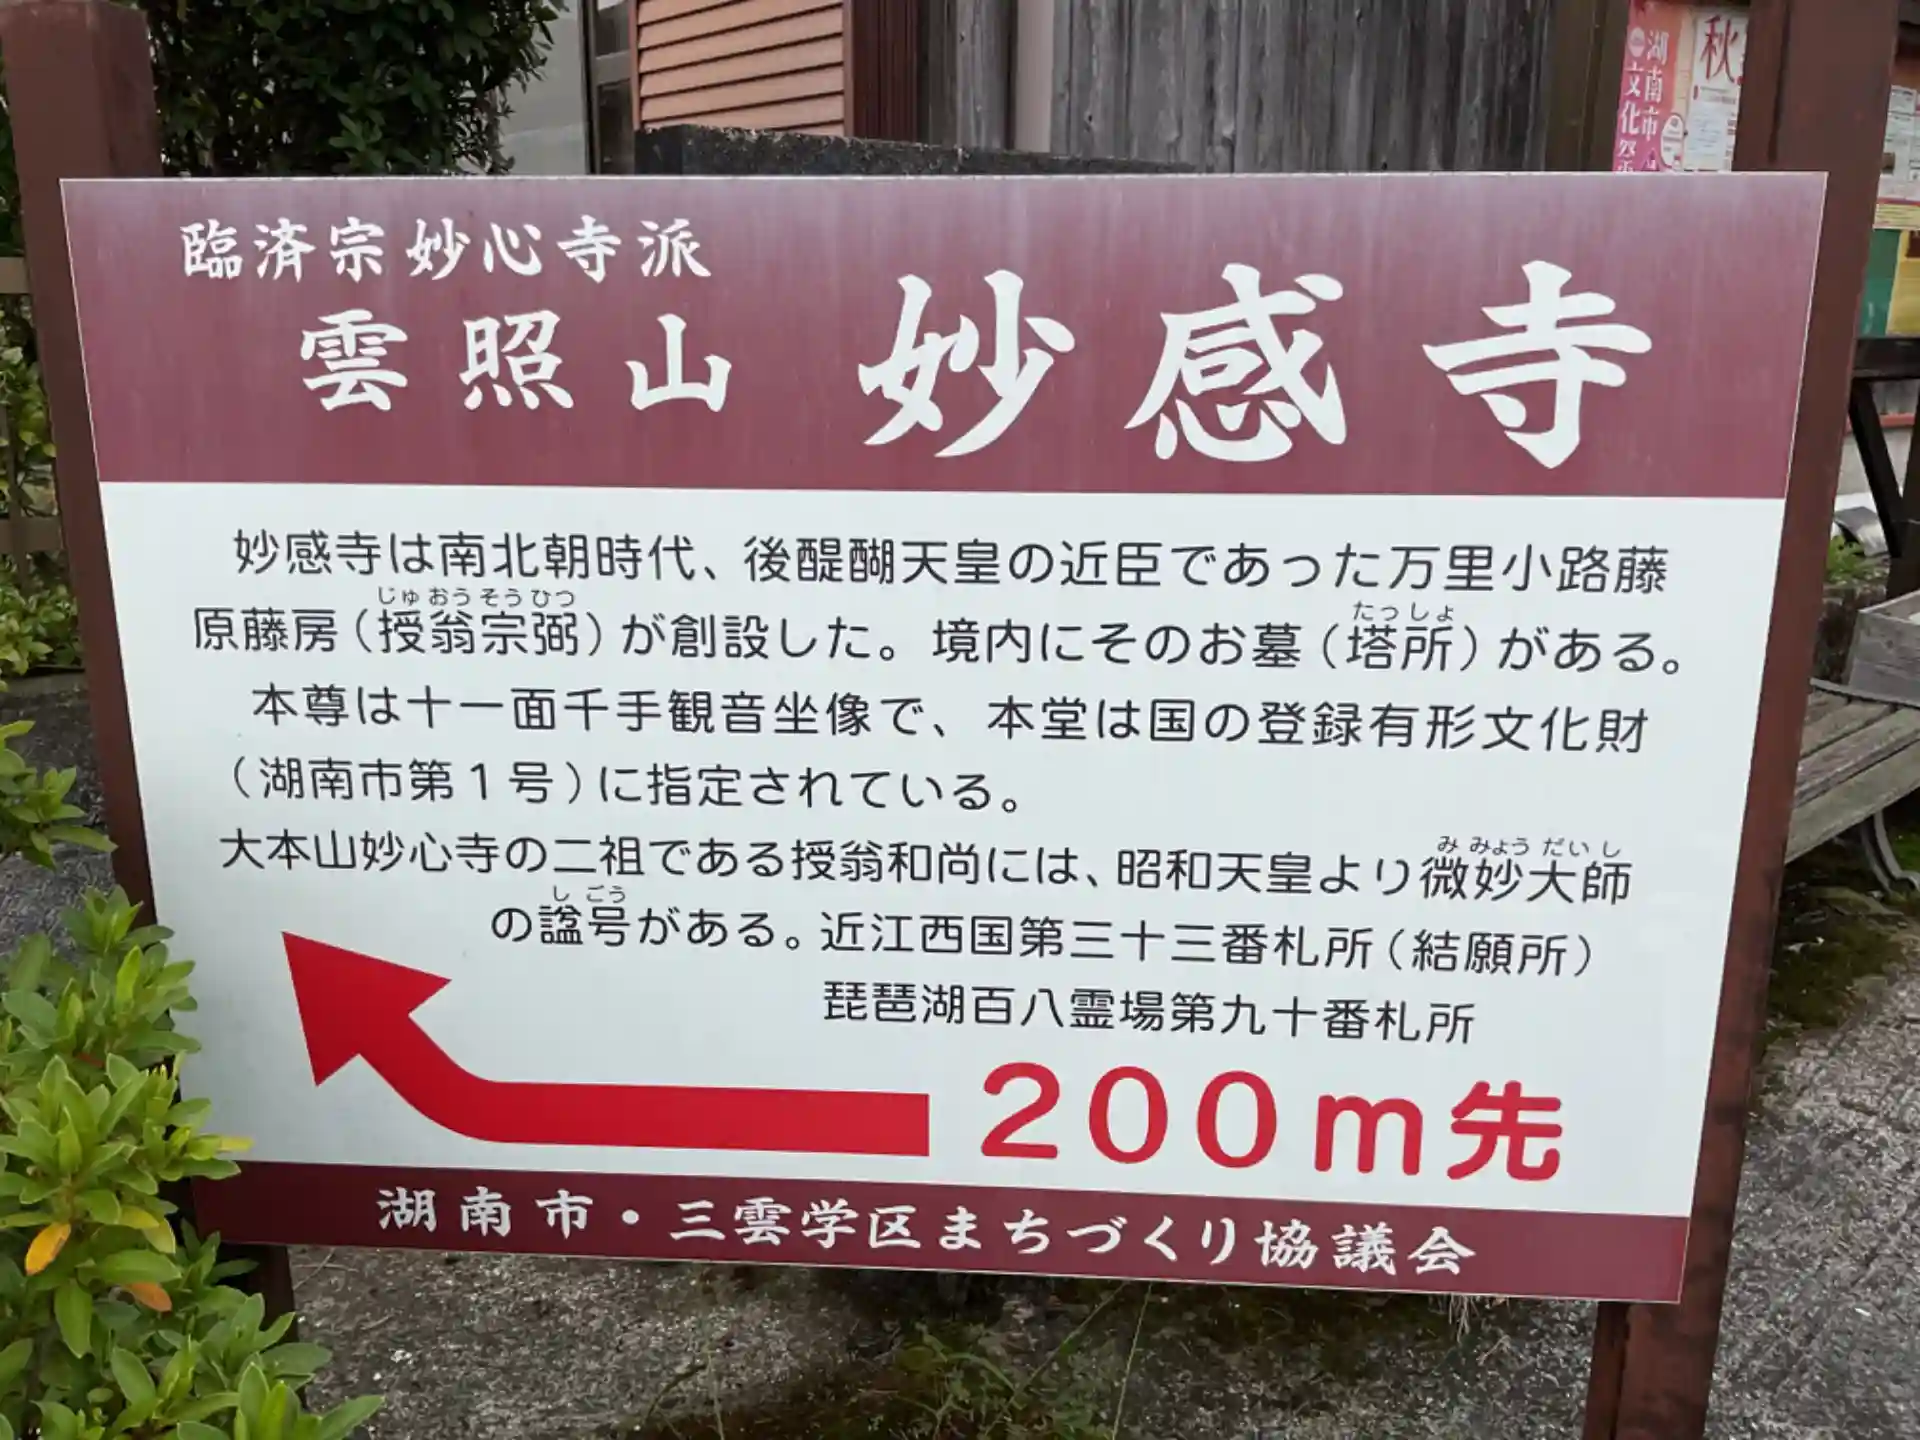 臨済宗妙心寺派
雲照山 妙感寺
妙感寺は南北朝時代、後醍醐天皇の近臣であった万里小路藤
じゅおうそうひつ
たっしょ
原藤房（授翁宗弼）が創設した。境内にそのお墓（塔所）がある。
本尊は十一面千手観音坐像で、本堂は国の登録有形文化財
（湖南市第1号）に指定されている。
みみょうだいし
大本山妙心寺の二祖である授翁和尚には、昭和天皇より微妙大師
しごう
の諡号がある。近江西国第三十三番札所（結願所）
琵琶湖百八霊場第九十番札所
200m先
湖南市・三雲学区まちづくり協議会
湖南市
文化祭
秋